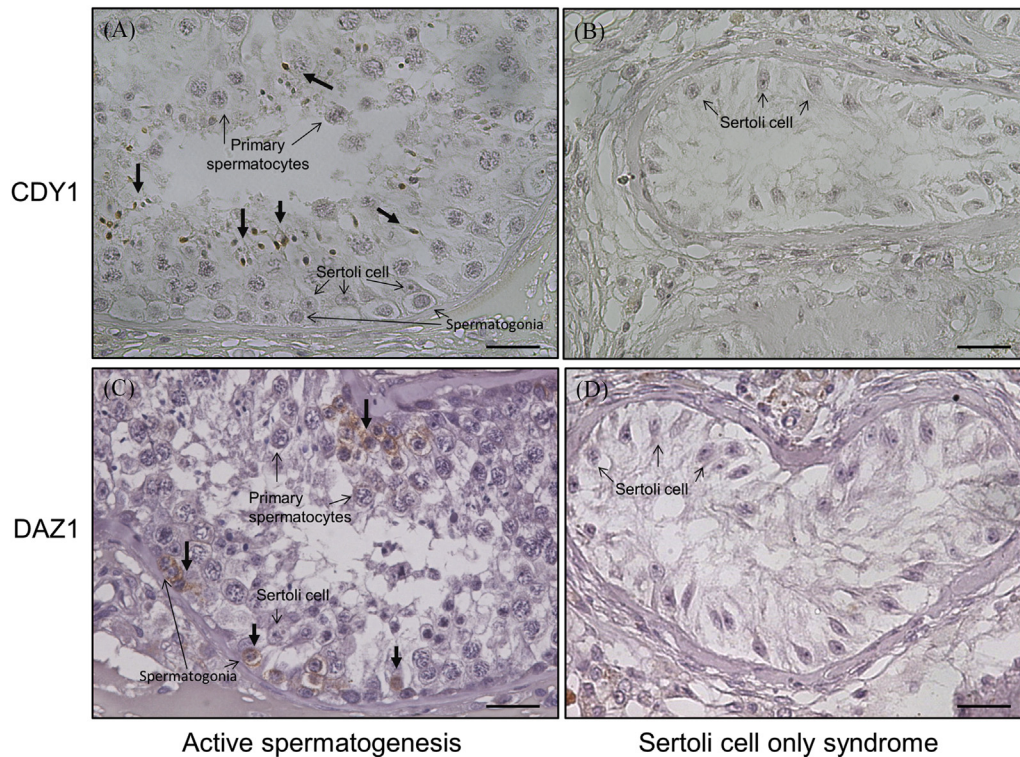 (A)
Primary
spermatocytes
Sertoli cell
Spermatogonia
(B)
Sertoli cell
CDY1
(C)
Primary
spermatocytes
Sertoli cell
Spermatogonia
(D)
Sertoli cell
DAZ1
Active spermatogenesis
Sertoli cell only syndrome